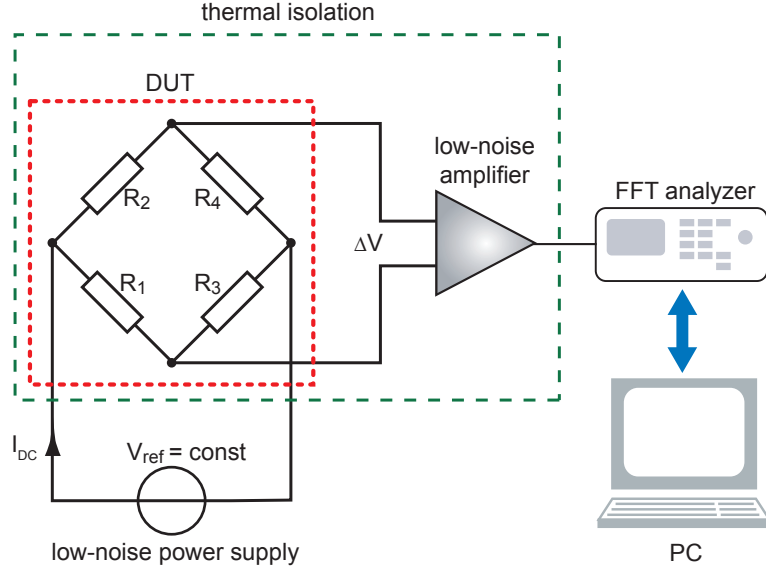 thermal isolation
DUT
low-noise
amplifier
FFT analyzer
R2
R4
ΔV
R1
R3
IDC
Vref = const
low-noise power supply
PC